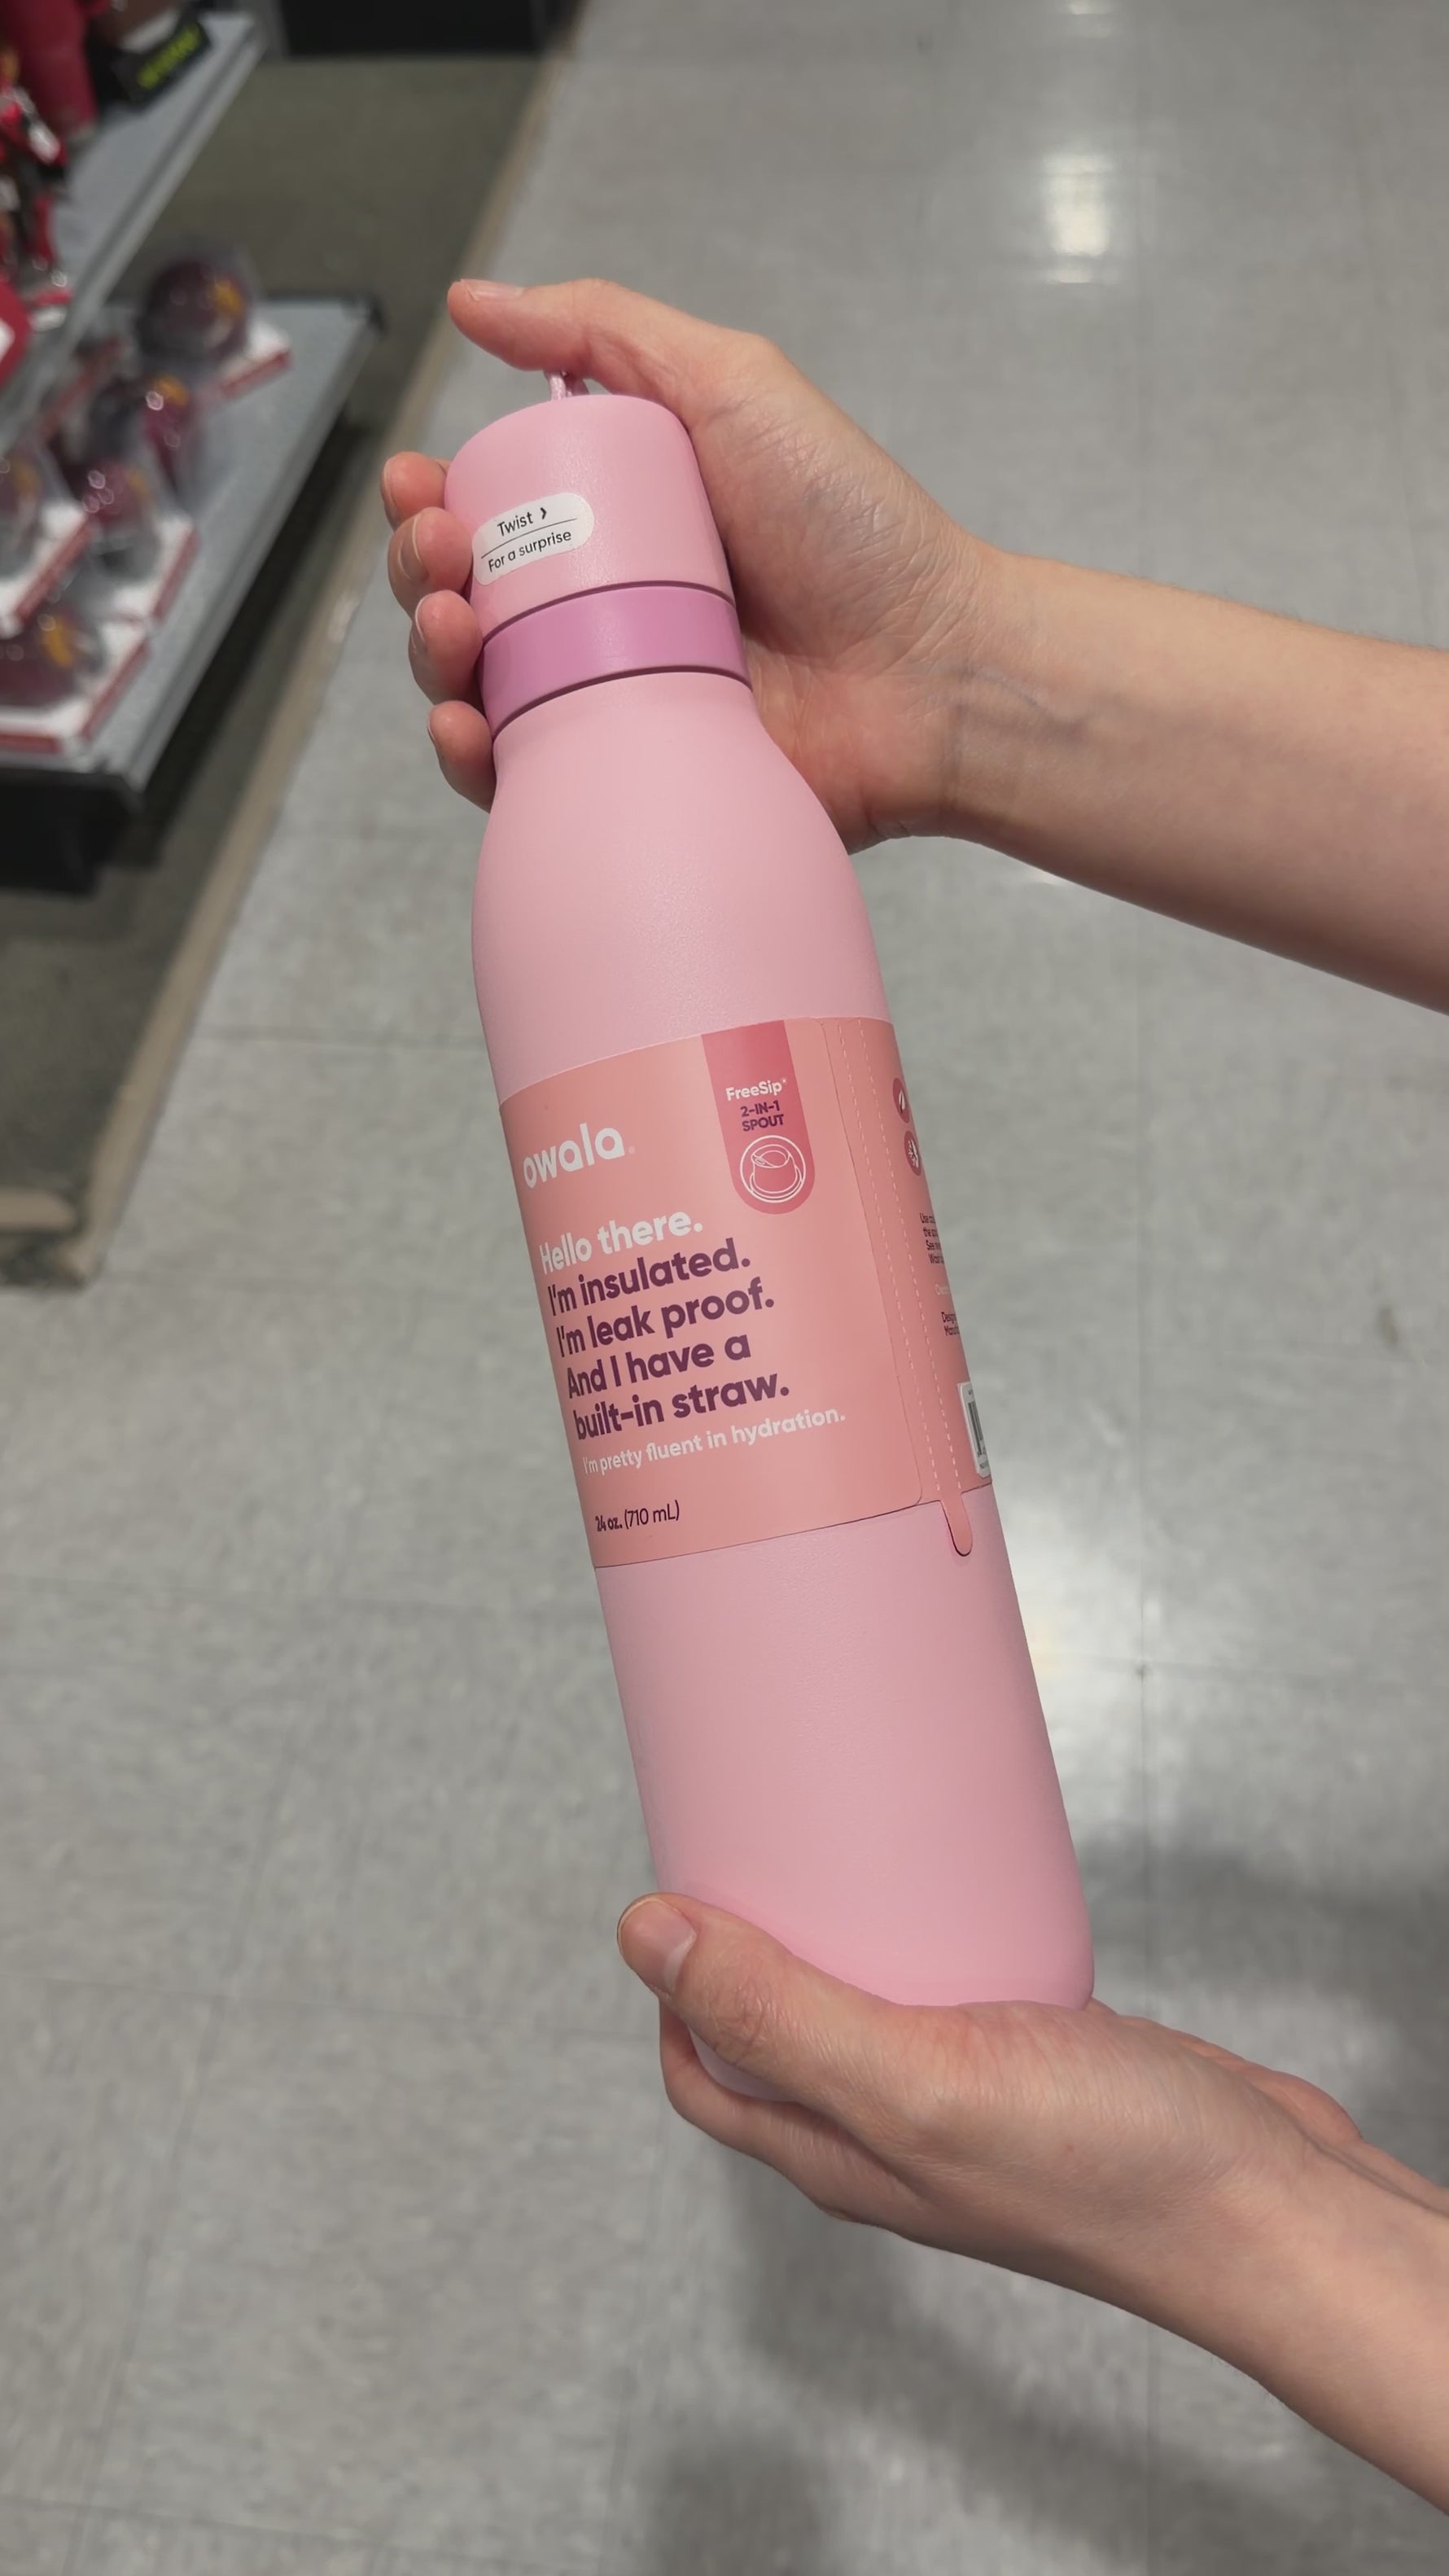 Twist ›
For a surprise
FreeSip®
2-IN-1
SPOUT
owala®
Hello there.
I'm insulated.
I'm leak proof.
And I have a
built-in straw.
I'm pretty fluent in hydration.
24 oz. (710 mL)